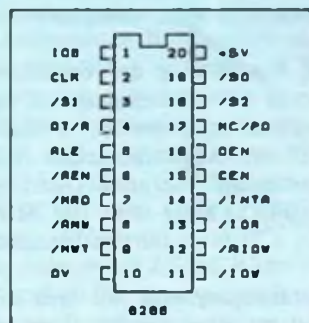 IOB 1 20 +5V
CLK 2 19 /S0
/S1 3 18 /S2
DT/R 4 17 MC/PD
ALE 5 16 DEN
/AEN 6 15 CEN
/MRD 7 14 /INTA
/AMW 8 13 /IOR
/MWT 9 12 /AIOW
0V 10 11 /IOW
8288